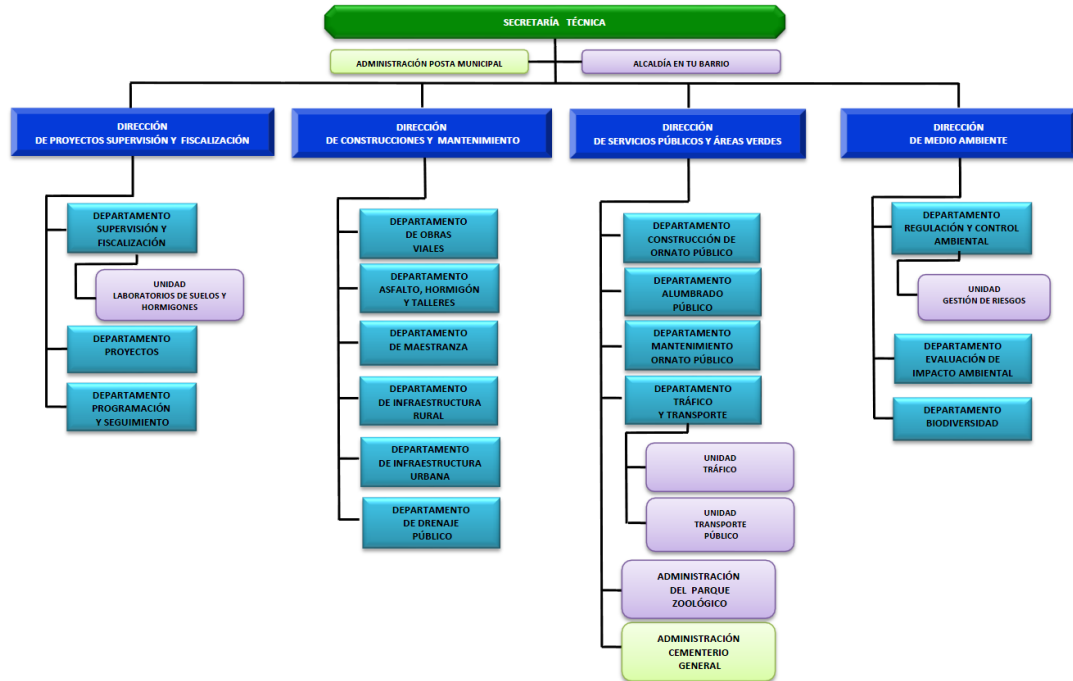 SECRETARÍA TÉCNICA
ADMINISTRACIÓN POSTA MUNICIPAL
ALCALDÍA EN TU BARRIO
DIRECCIÓN
DE PROYECTOS SUPERVISIÓN Y FISCALIZACIÓN
DEPARTAMENTO
SUPERVISIÓN Y
FISCALIZACIÓN
UNIDAD
LABORATORIOS DE SUELOS Y
HORMIGONES
DEPARTAMENTO
PROYECTOS
DEPARTAMENTO
PROGRAMACIÓN
Y SEGUIMIENTO
DIRECCIÓN
DE CONSTRUCCIONES Y MANTENIMIENTO
DEPARTAMENTO
DE OBRAS
VIALES
DEPARTAMENTO
ASFALTO, HORMIGÓN
Y TALLERES
DEPARTAMENTO
DE MAESTRANZA
DEPARTAMENTO
DE INFRAESTRUCTURA
RURAL
DEPARTAMENTO
DE INFRAESTRUCTURA
URBANA
DEPARTAMENTO
DE DRENAJE
PÚBLICO
DIRECCIÓN
DE SERVICIOS PÚBLICOS Y ÁREAS VERDES
DEPARTAMENTO
CONSTRUCCIÓN DE
ORNATO PÚBLICO
DEPARTAMENTO
ALUMBRADO
PÚBLICO
DEPARTAMENTO
MANTENIMIENTO
ORNATO PÚBLICO
DEPARTAMENTO
TRÁFICO
Y TRANSPORTE
UNIDAD
TRÁFICO
UNIDAD
TRANSPORTE
PÚBLICO
ADMINISTRACIÓN
DEL PARQUE
ZOOLÓGICO
ADMINISTRACIÓN
CEMENTERIO
GENERAL
DIRECCIÓN
DE MEDIO AMBIENTE
DEPARTAMENTO
REGULACIÓN Y CONTROL
AMBIENTAL
UNIDAD
GESTIÓN DE RIESGOS
DEPARTAMENTO
EVALUACIÓN DE
IMPACTO AMBIENTAL
DEPARTAMENTO
BIODIVERSIDAD